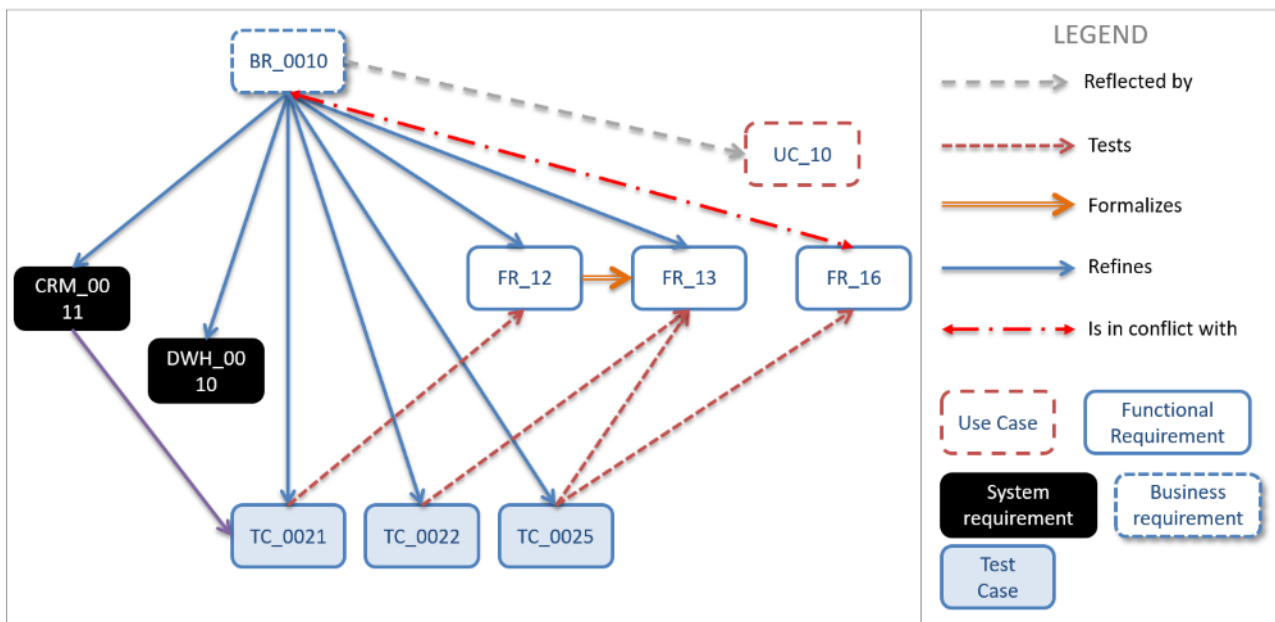 BR_0010
UC_10
FR_12
FR_13
FR_16
CRM_00
11
DWH_00
10
TC_0021
TC_0022
TC_0025
LEGEND
Reflected by
Tests
Formalizes
Refines
Is in conflict with
Use Case
Functional
Requirement
System
requirement
Business
requirement
Test
Case